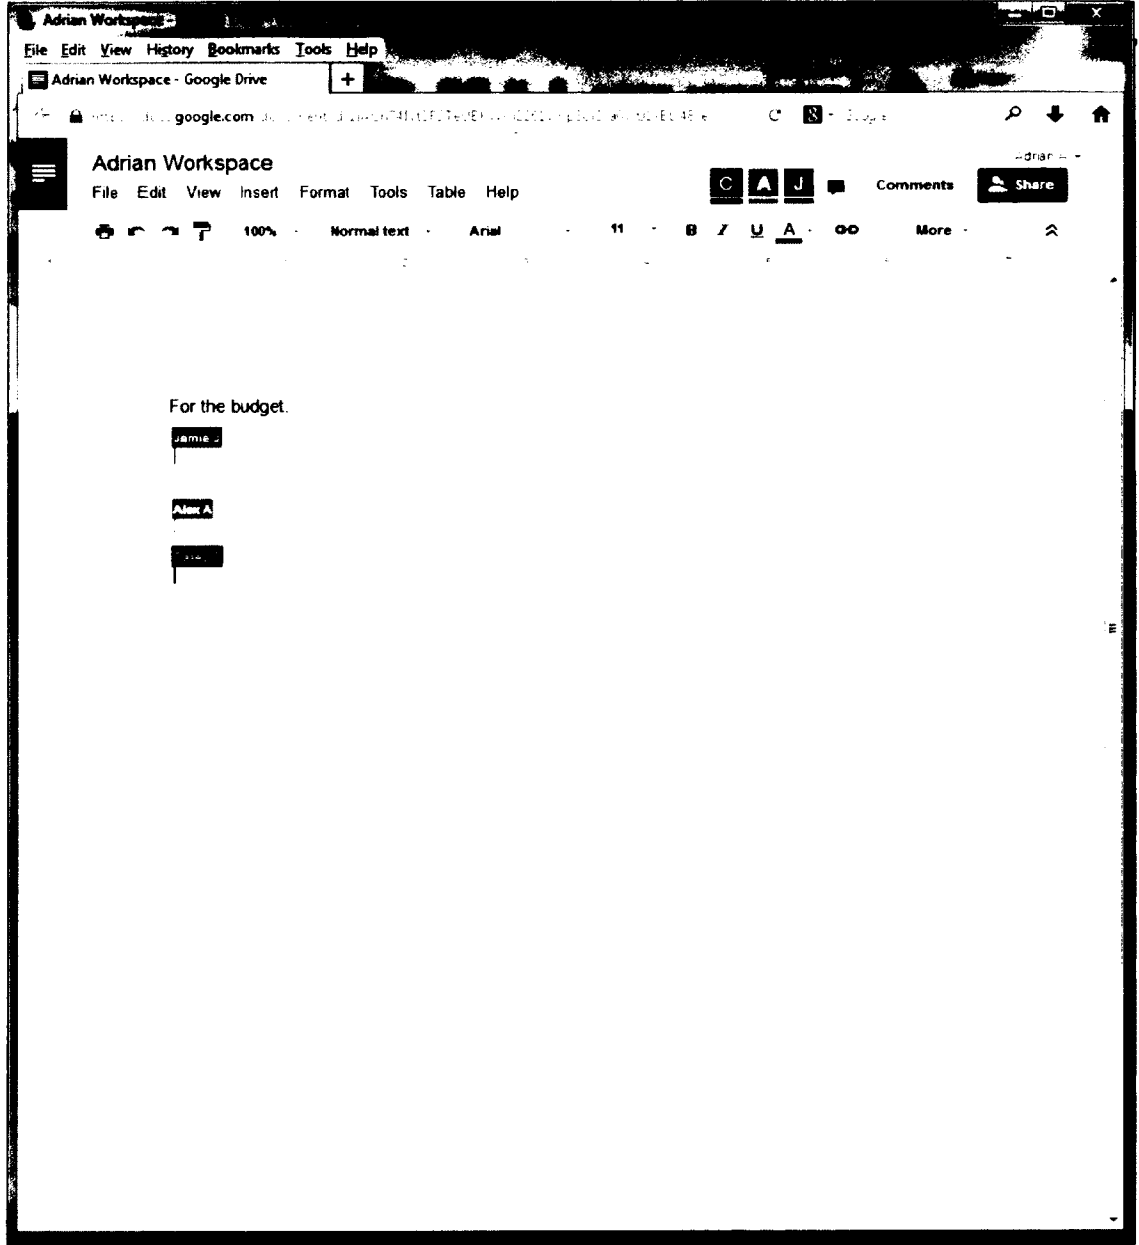 Adrian Workspace
File Edit View History Bookmarks Tools Help
Adrian Workspace - Google Drive +
google.com
Adrian Workspace
File Edit View Insert Format Tools Table Help
C A J Comments Share
100% Normal text Arial 11 B I U A More
For the budget.
Jamie J
Alex A